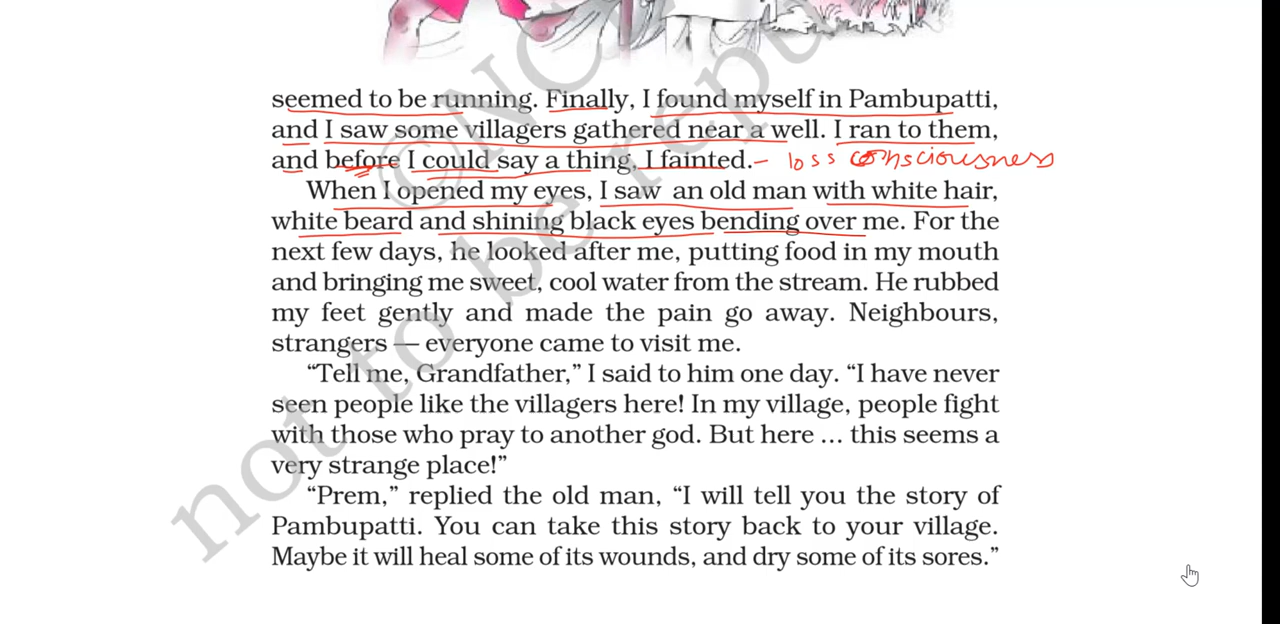 seemed to be running. Finally, I found myself in Pambupatti,
and I saw some villagers gathered near a well. I ran to them,
and before I could say a thing, I fainted. – loss consciousness
When I opened my eyes, I saw an old man with white hair,
white beard and shining black eyes bending over me. For the
next few days, he looked after me, putting food in my mouth
and bringing me sweet, cool water from the stream. He rubbed
my feet gently and made the pain go away. Neighbours,
strangers — everyone came to visit me.
“Tell me, Grandfather,” I said to him one day. “I have never
seen people like the villagers here! In my village, people fight
with those who pray to another god. But here ... this seems a
very strange place!”
“Prem,” replied the old man, “I will tell you the story of
Pambupatti. You can take this story back to your village.
Maybe it will heal some of its wounds, and dry some of its sores.”
©NC
not to be repu